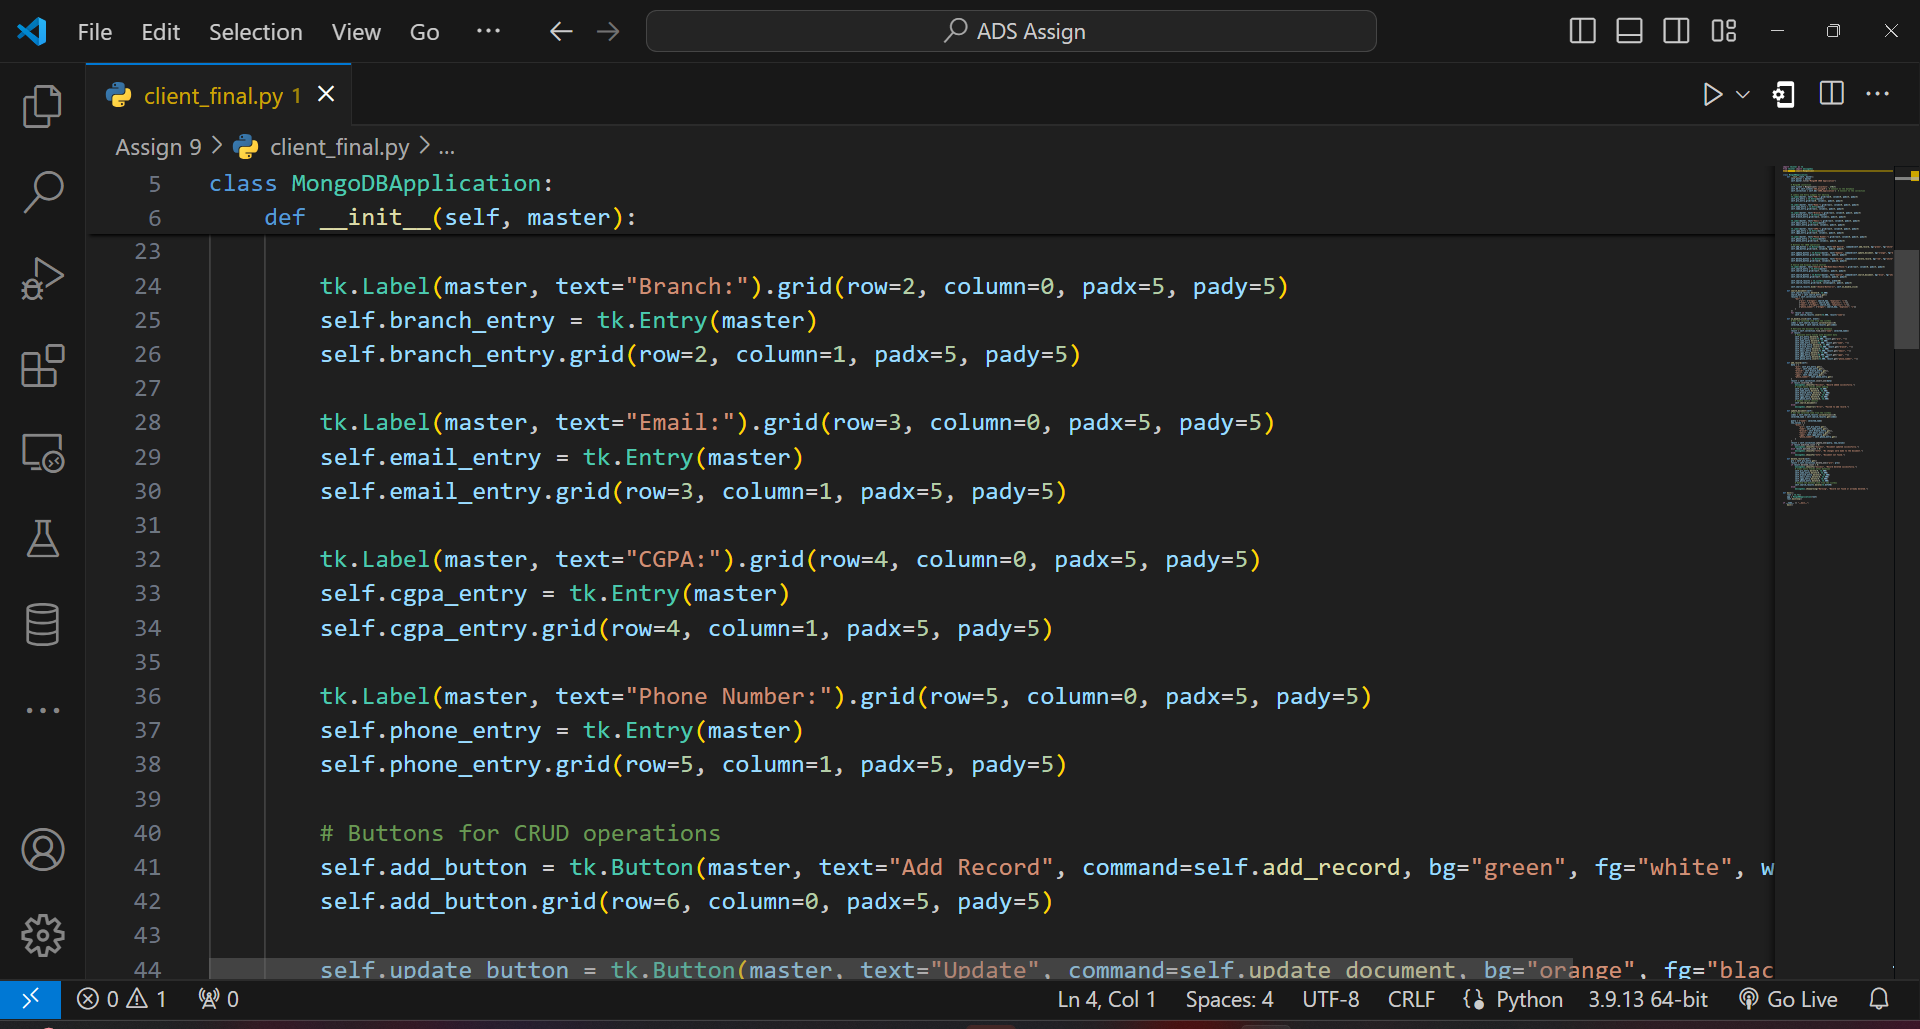 File Edit Selection View Go ··· ADS Assign
client_final.py 1
Assign 9 > client_final.py > ...
5 class MongoDBApplication:
6 def __init__(self, master):
23
24 tk.Label(master, text="Branch:").grid(row=2, column=0, padx=5, pady=5)
25 self.branch_entry = tk.Entry(master)
26 self.branch_entry.grid(row=2, column=1, padx=5, pady=5)
27
28 tk.Label(master, text="Email:").grid(row=3, column=0, padx=5, pady=5)
29 self.email_entry = tk.Entry(master)
30 self.email_entry.grid(row=3, column=1, padx=5, pady=5)
31
32 tk.Label(master, text="CGPA:").grid(row=4, column=0, padx=5, pady=5)
33 self.cgpa_entry = tk.Entry(master)
34 self.cgpa_entry.grid(row=4, column=1, padx=5, pady=5)
35
36 tk.Label(master, text="Phone Number:").grid(row=5, column=0, padx=5, pady=5)
37 self.phone_entry = tk.Entry(master)
38 self.phone_entry.grid(row=5, column=1, padx=5, pady=5)
39
40 # Buttons for CRUD operations
41 self.add_button = tk.Button(master, text="Add Record", command=self.add_record, bg="green", fg="white", w
42 self.add_button.grid(row=6, column=0, padx=5, pady=5)
43
44 self.update_button = tk.Button(master, text="Update", command=self.update_document, bg="orange", fg="blac
0 1 0 Ln 4, Col 1 Spaces: 4 UTF-8 CRLF Python 3.9.13 64-bit Go Live